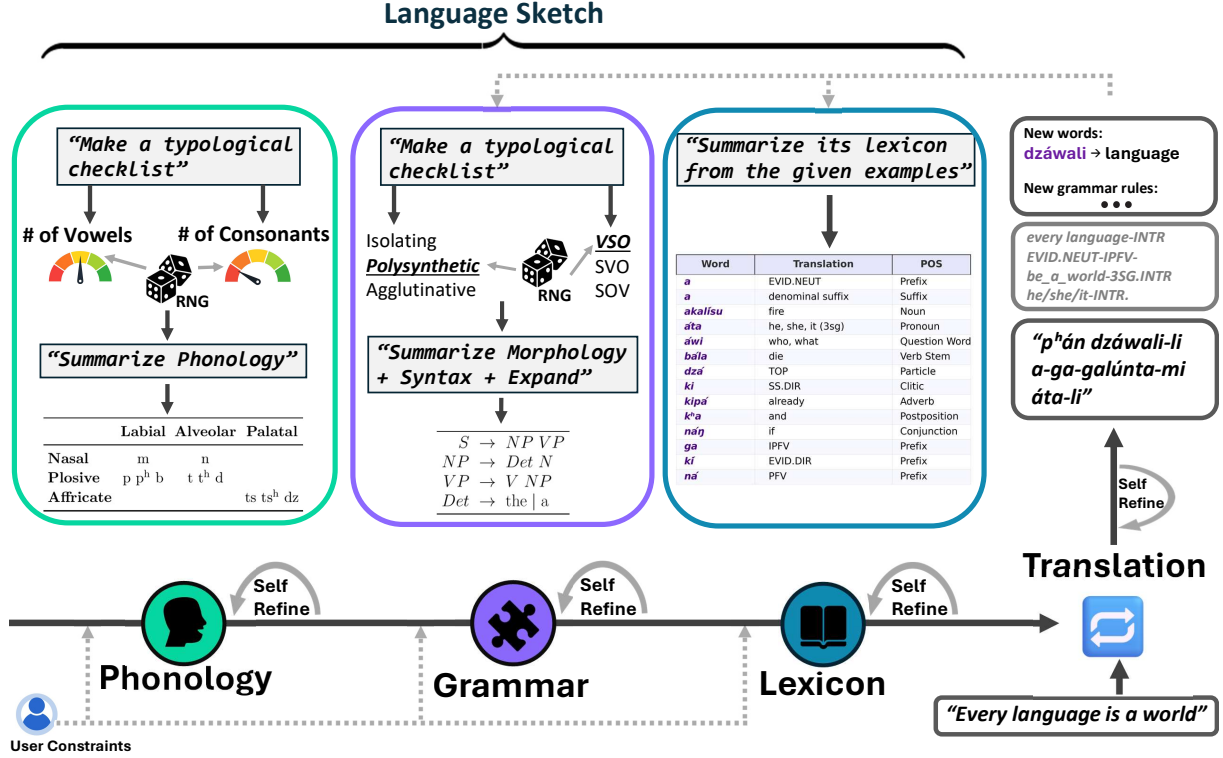 Language Sketch
“Make a typological
checklist”
# of Vowels
# of Consonants
RNG
“Summarize Phonology”
Labial Alveolar Palatal
Nasal m n
Plosive p pʰ b t tʰ d
Affricate ts tsʰ dz
“Make a typological
checklist”
Isolating
Polysynthetic
Agglutinative
RNG
VSO
SVO
SOV
“Summarize Morphology
+ Syntax + Expand”
S → NP VP
NP → Det N
VP → V NP
Det → the | a
“Summarize its lexicon
from the given examples”
Word Translation POS
a EVID.NEUT Prefix
a denominal suffix Suffix
akalísu fire Noun
áta he, she, it (3sg) Pronoun
áwi who, what Question Word
bála die Verb Stem
dzá TOP Particle
ki SS.DIR Clitic
kipá already Adverb
kʰa and Postposition
náŋ if Conjunction
ga IPFV Prefix
kí EVID.DIR Prefix
ná PFV Prefix
New words:
dzáwali → language
New grammar rules:
•••
every language-INTR
EVID.NEUT-IPFV-
be_a_world-3SG.INTR
he/she/it-INTR.
“pʰán dzáwali-li
a-ga-galúnta-mi
áta-li”
Self
Refine
Translation
Self
Refine
Self
Refine
Self
Refine
Phonology
Grammar
Lexicon
“Every language is a world”
User Constraints